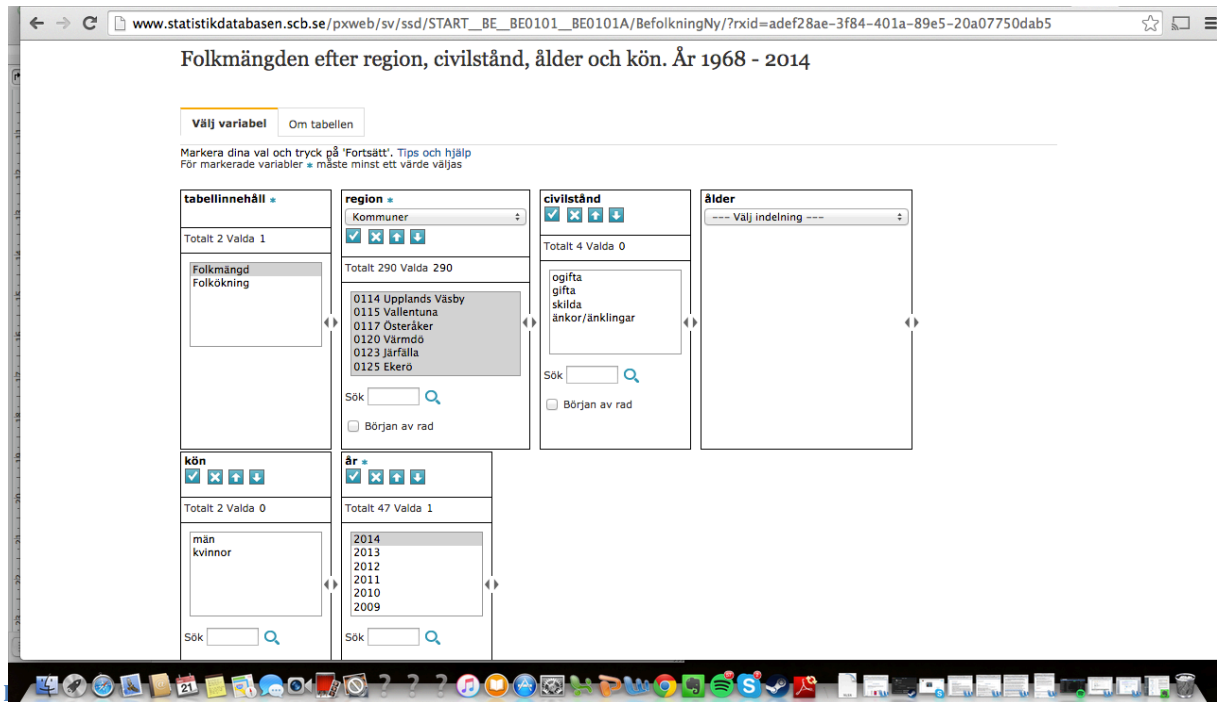 www.statistikdatabasen.scb.se/pxweb/sv/ssd/START__BE__BE0101__BE0101A/BefolkningNy/?rxid=adef28ae-3f84-401a-89e5-20a07750dab5
Folkmängden efter region, civilstånd, ålder och kön. År 1968 - 2014
Välj variabel
Om tabellen
Markera dina val och tryck på 'Fortsätt'. Tips och hjälp
För markerade variabler * måste minst ett värde väljas
tabellinnehåll *
Totalt 2 Valda 1
Folkmängd
Folkökning
region *
Kommuner
Totalt 290 Valda 290
0114 Upplands Väsby
0115 Vallentuna
0117 Österåker
0120 Värmdö
0123 Järfälla
0125 Ekerö
Sök
Början av rad
civilstånd
Totalt 4 Valda 0
ogifta
gifta
skilda
änkor/änklingar
Sök
Början av rad
ålder
--- Välj indelning ---
kön
Totalt 2 Valda 0
män
kvinnor
Sök
år *
Totalt 47 Valda 1
2014
2013
2012
2011
2010
2009
Sök
21